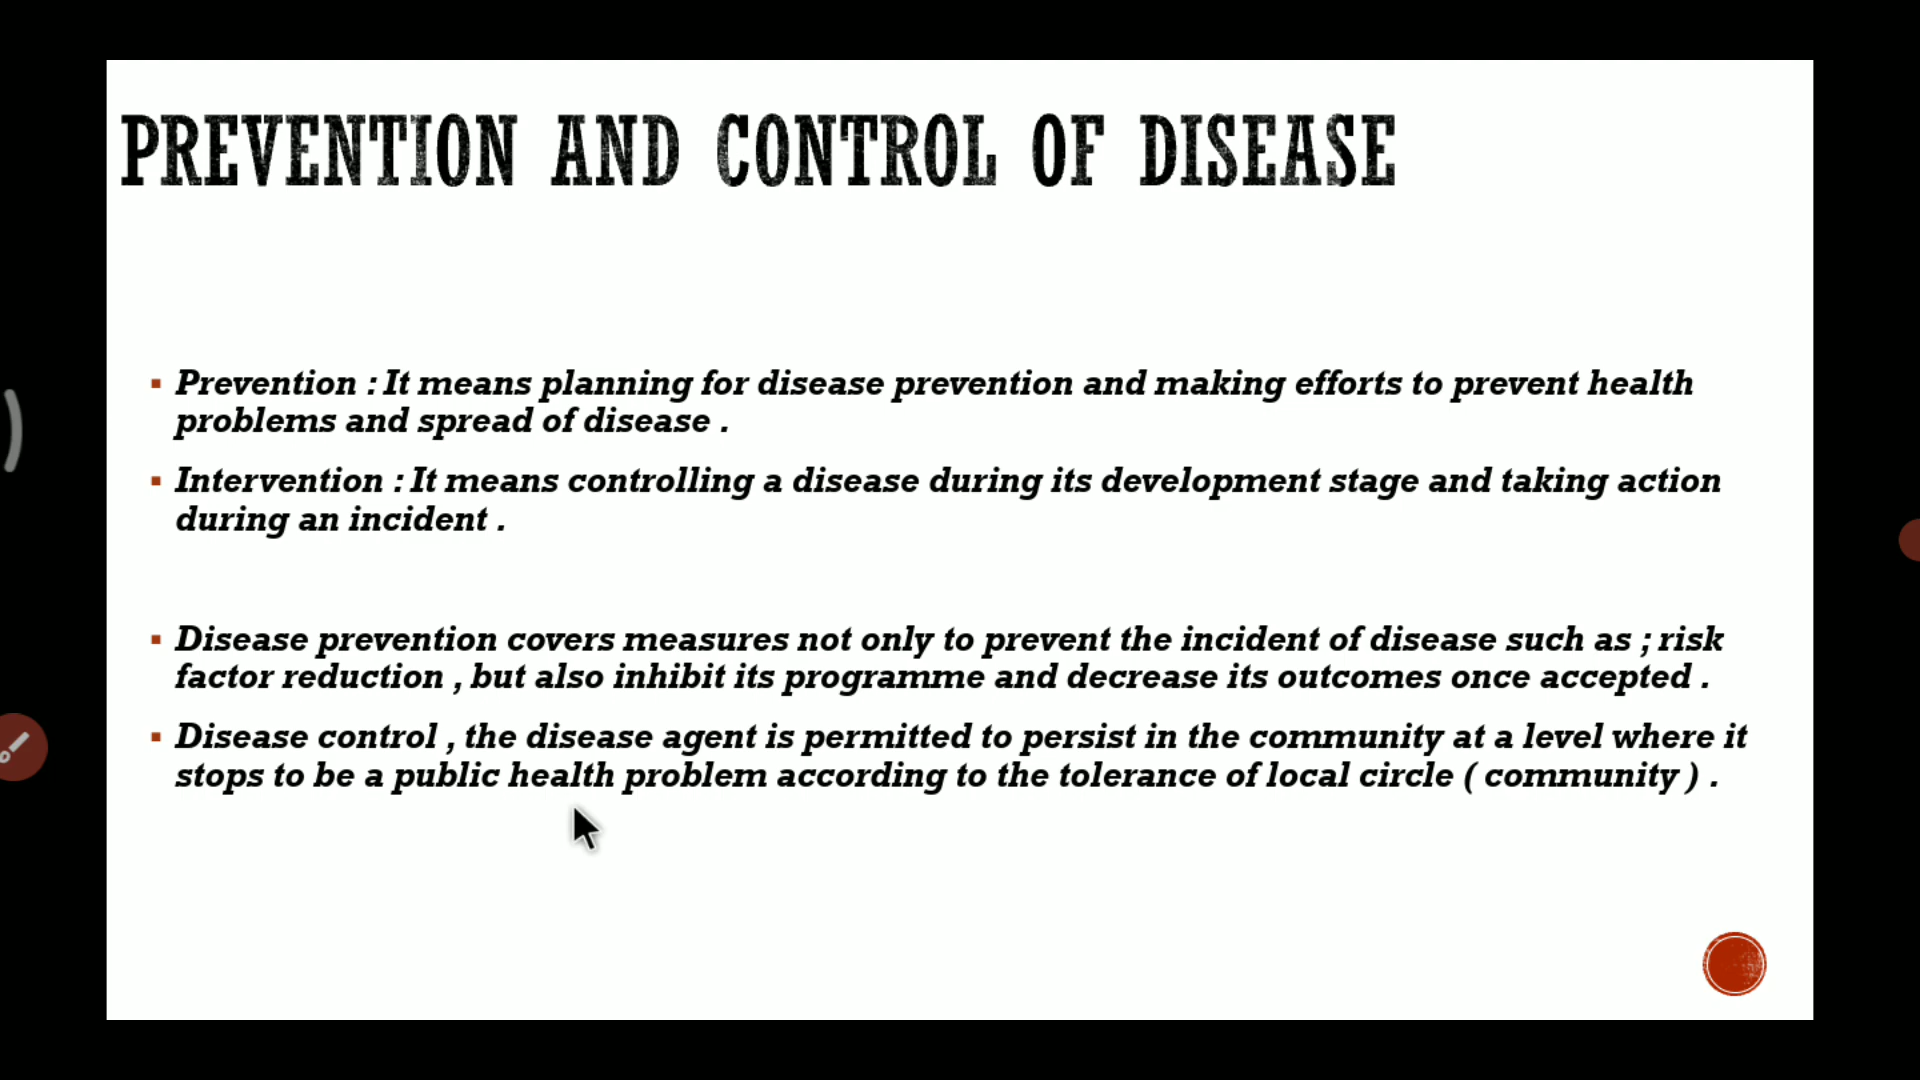 PREVENTION AND CONTROL OF DISEASE
Prevention : It means planning for disease prevention and making efforts to prevent health
problems and spread of disease .
Intervention : It means controlling a disease during its development stage and taking action
during an incident .
Disease prevention covers measures not only to prevent the incident of disease such as ; risk
factor reduction , but also inhibit its programme and decrease its outcomes once accepted .
Disease control , the disease agent is permitted to persist in the community at a level where it
stops to be a public health problem according to the tolerance of local circle ( community ) .